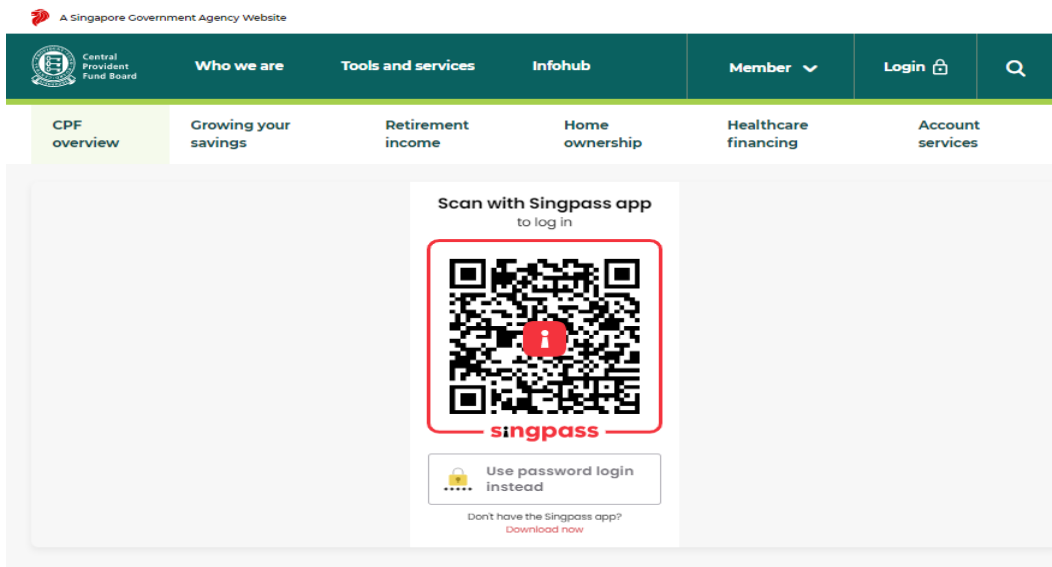 A Singapore Government Agency Website
Central
Provident
Fund Board
Who we are
Tools and services
Infohub
Member
Login
CPF
overview
Growing your
savings
Retirement
income
Home
ownership
Healthcare
financing
Account
services
Scan with Singpass app
to log in
singpass
Use password login
instead
Don't have the Singpass app?
Download now